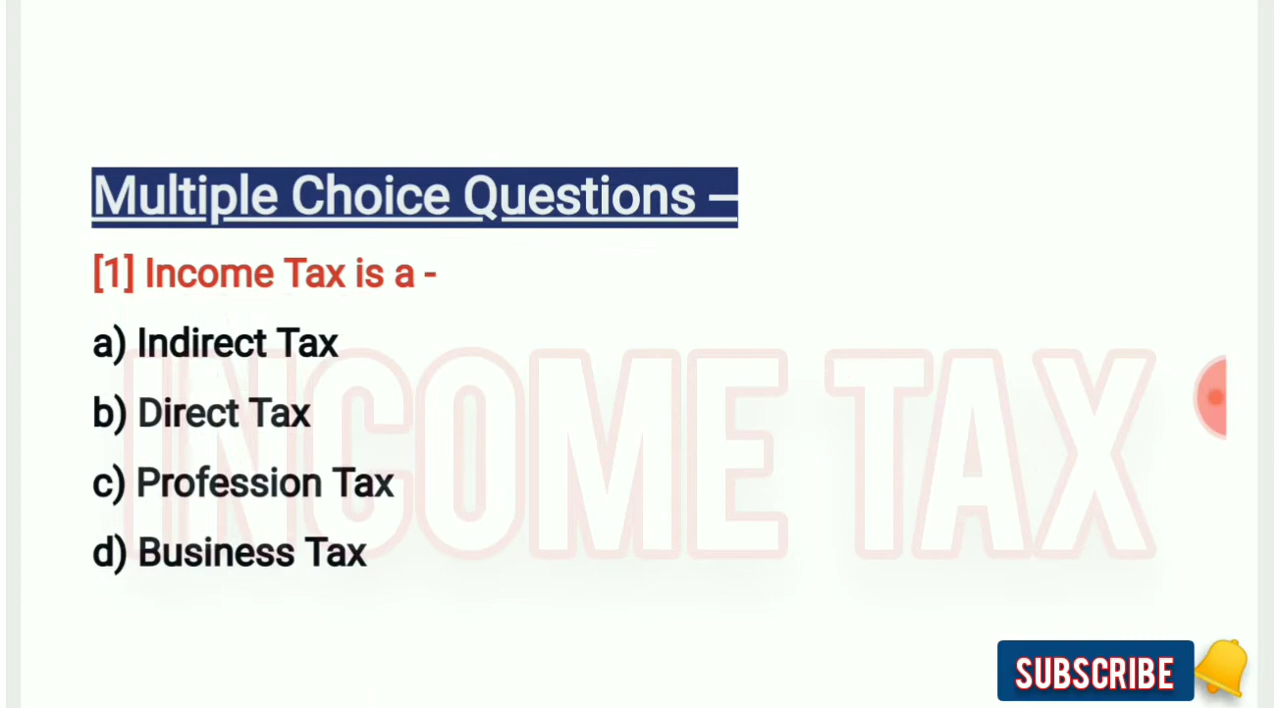 Multiple Choice Questions –
[1] Income Tax is a -
a) Indirect Tax
b) Direct Tax
c) Profession Tax
d) Business Tax
INCOME TAX
SUBSCRIBE